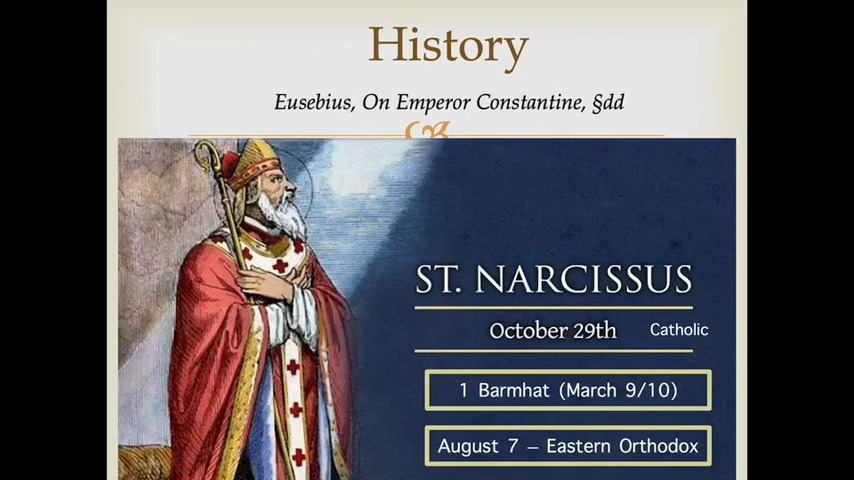 History
Eusebius, On Emperor Constantine, §dd
ST. NARCISSUS
October 29th Catholic
1 Barmhat (March 9/10)
August 7 – Eastern Orthodox